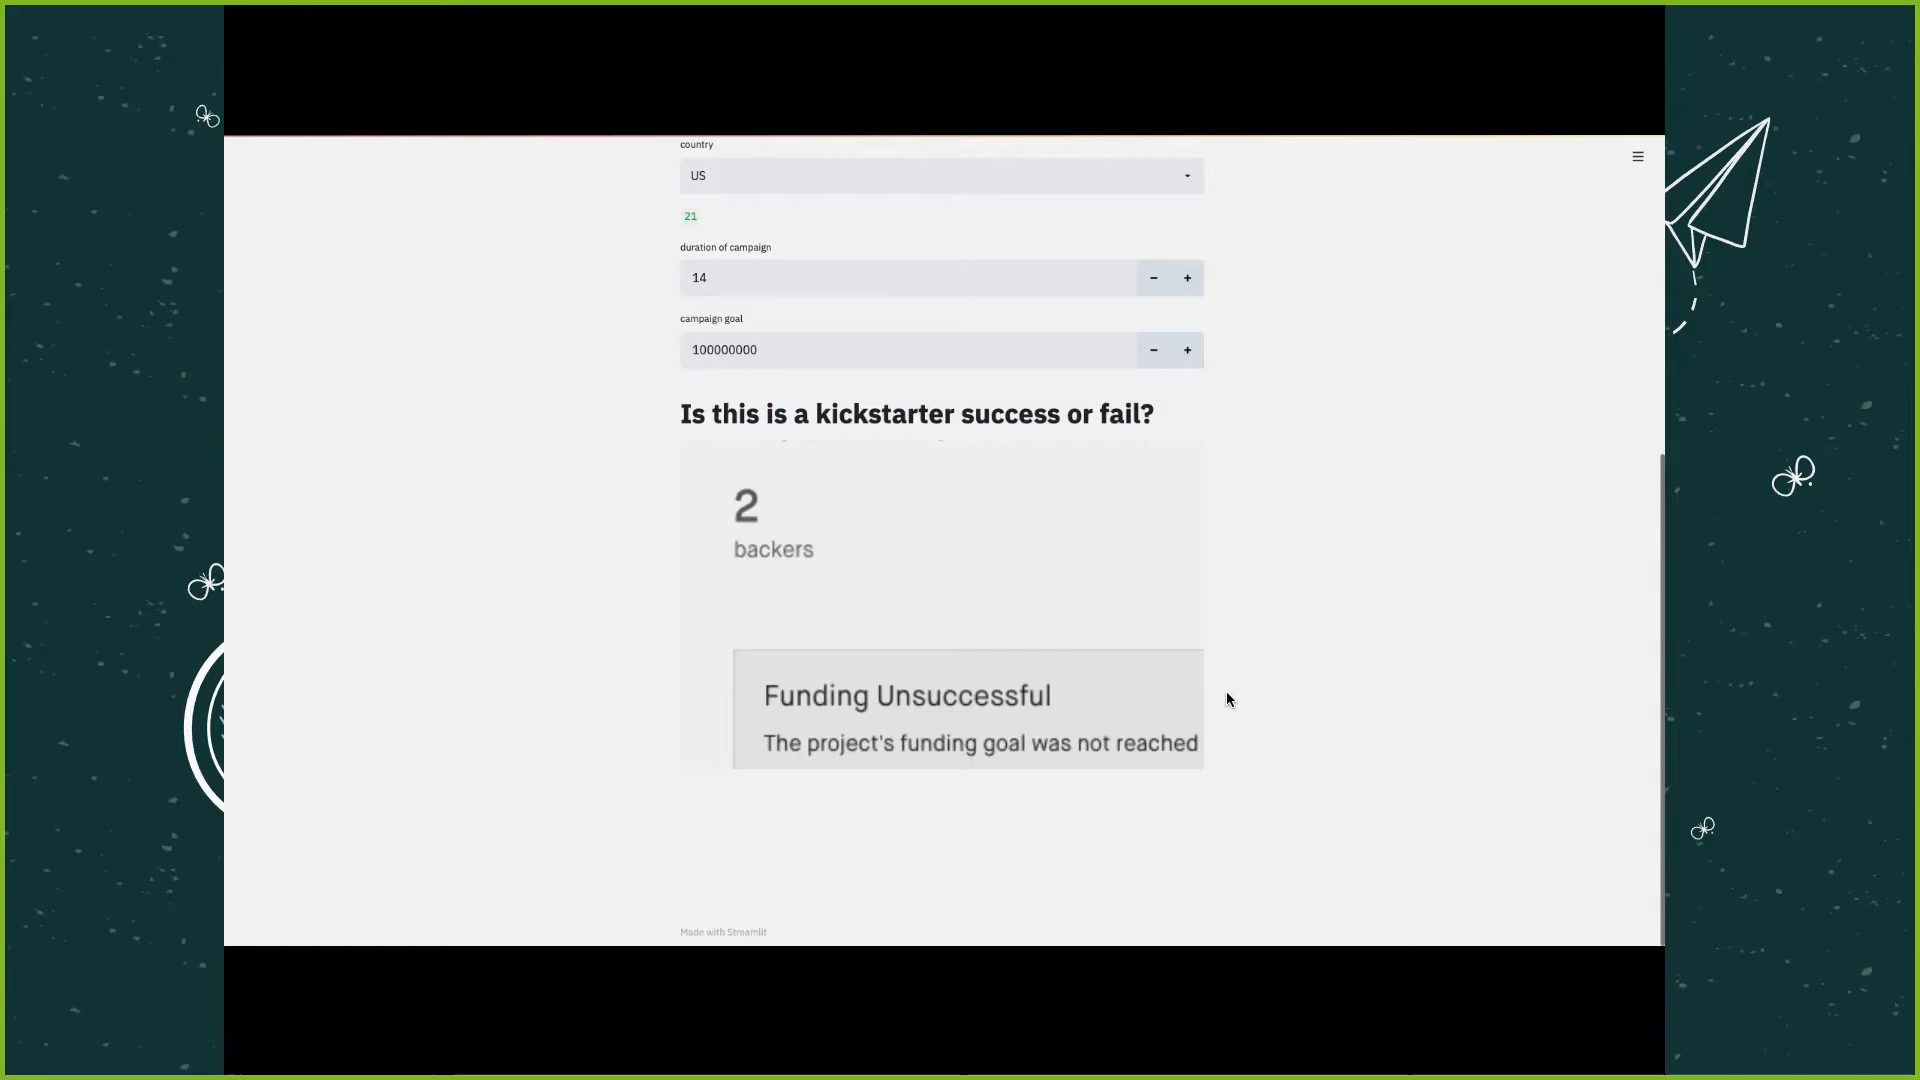 country
US
21
duration of campaign
14
− +
campaign goal
100000000
− +
Is this is a kickstarter success or fail?
2
backers
Funding Unsuccessful
The project's funding goal was not reached
Made with Streamlit